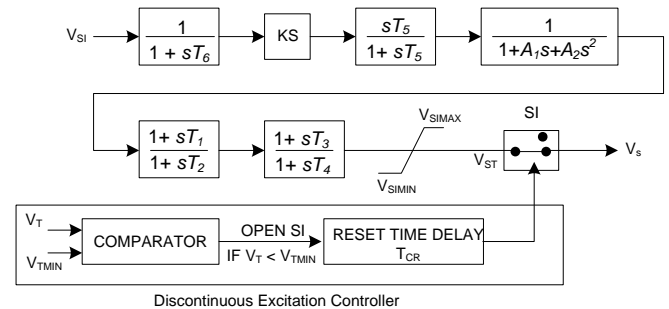 V_SI
1
1 + sT_6
KS
sT_5
1 + sT_5
1
1+A_1s+A_2s^2
1+ sT_1
1+ sT_2
1+ sT_3
1+ sT_4
V_SIMAX
V_SIMIN
SI
V_ST
V_s
V_T
V_TMIN
COMPARATOR
OPEN SI
IF V_T < V_TMIN
RESET TIME DELAY
T_CR
Discontinuous Excitation Controller